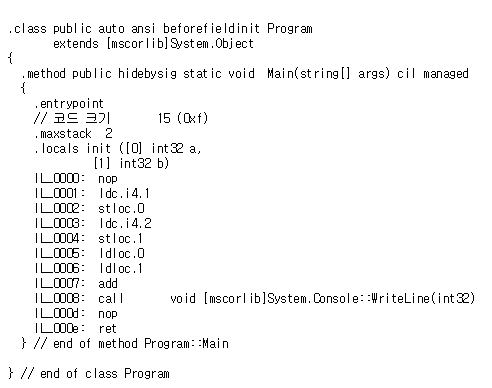 .class public auto ansi beforefieldinit Program
extends [mscorlib]System.Object
{
.method public hidebysig static void  Main(string[] args) cil managed
{
.entrypoint
// 코드 크기       15 (0xf)
.maxstack  2
.locals init ([0] int32 a,
[1] int32 b)
IL_0000:  nop
IL_0001:  ldc.i4.1
IL_0002:  stloc.0
IL_0003:  ldc.i4.2
IL_0004:  stloc.1
IL_0005:  ldloc.0
IL_0006:  ldloc.1
IL_0007:  add
IL_0008:  call       void [mscorlib]System.Console::WriteLine(int32)
IL_000d:  nop
IL_000e:  ret
} // end of method Program::Main
} // end of class Program